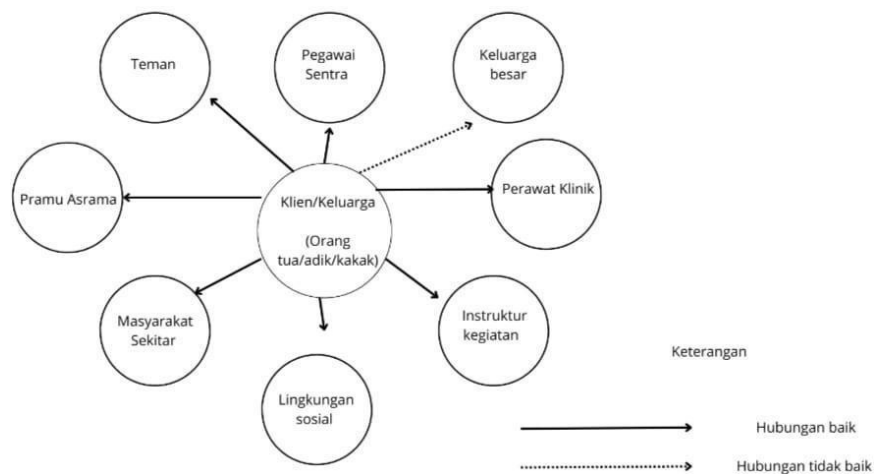 Teman
Pegawai
Sentra
Keluarga
besar
Pramu Asrama
Klien/Keluarga
(Orang
tua/adik/kakak)
Perawat Klinik
Masyarakat
Sekitar
Instruktur
kegiatan
Lingkungan
sosial
Keterangan
Hubungan baik
Hubungan tidak baik